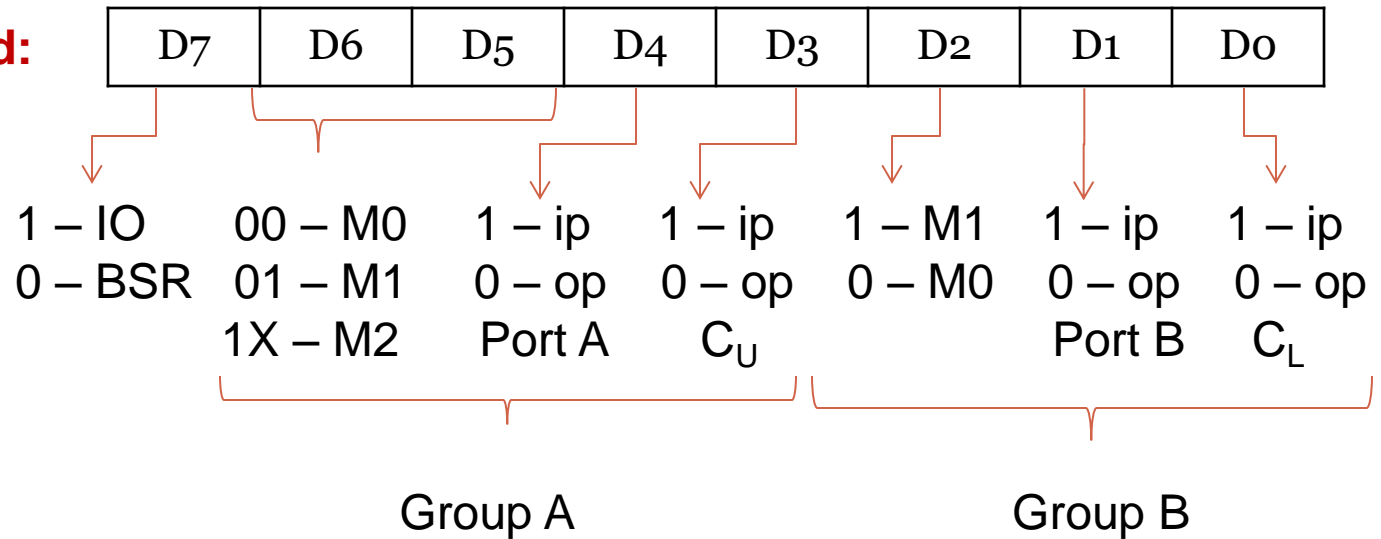 d: D7 D6 D5 D4 D3 D2 D1 D0
1 – IO 00 – M0 1 – ip 1 – ip 1 – M1 1 – ip 1 – ip
0 – BSR 01 – M1 0 – op 0 – op 0 – M0 0 – op 0 – op
1X – M2 Port A C_U Port B C_L
Group A Group B